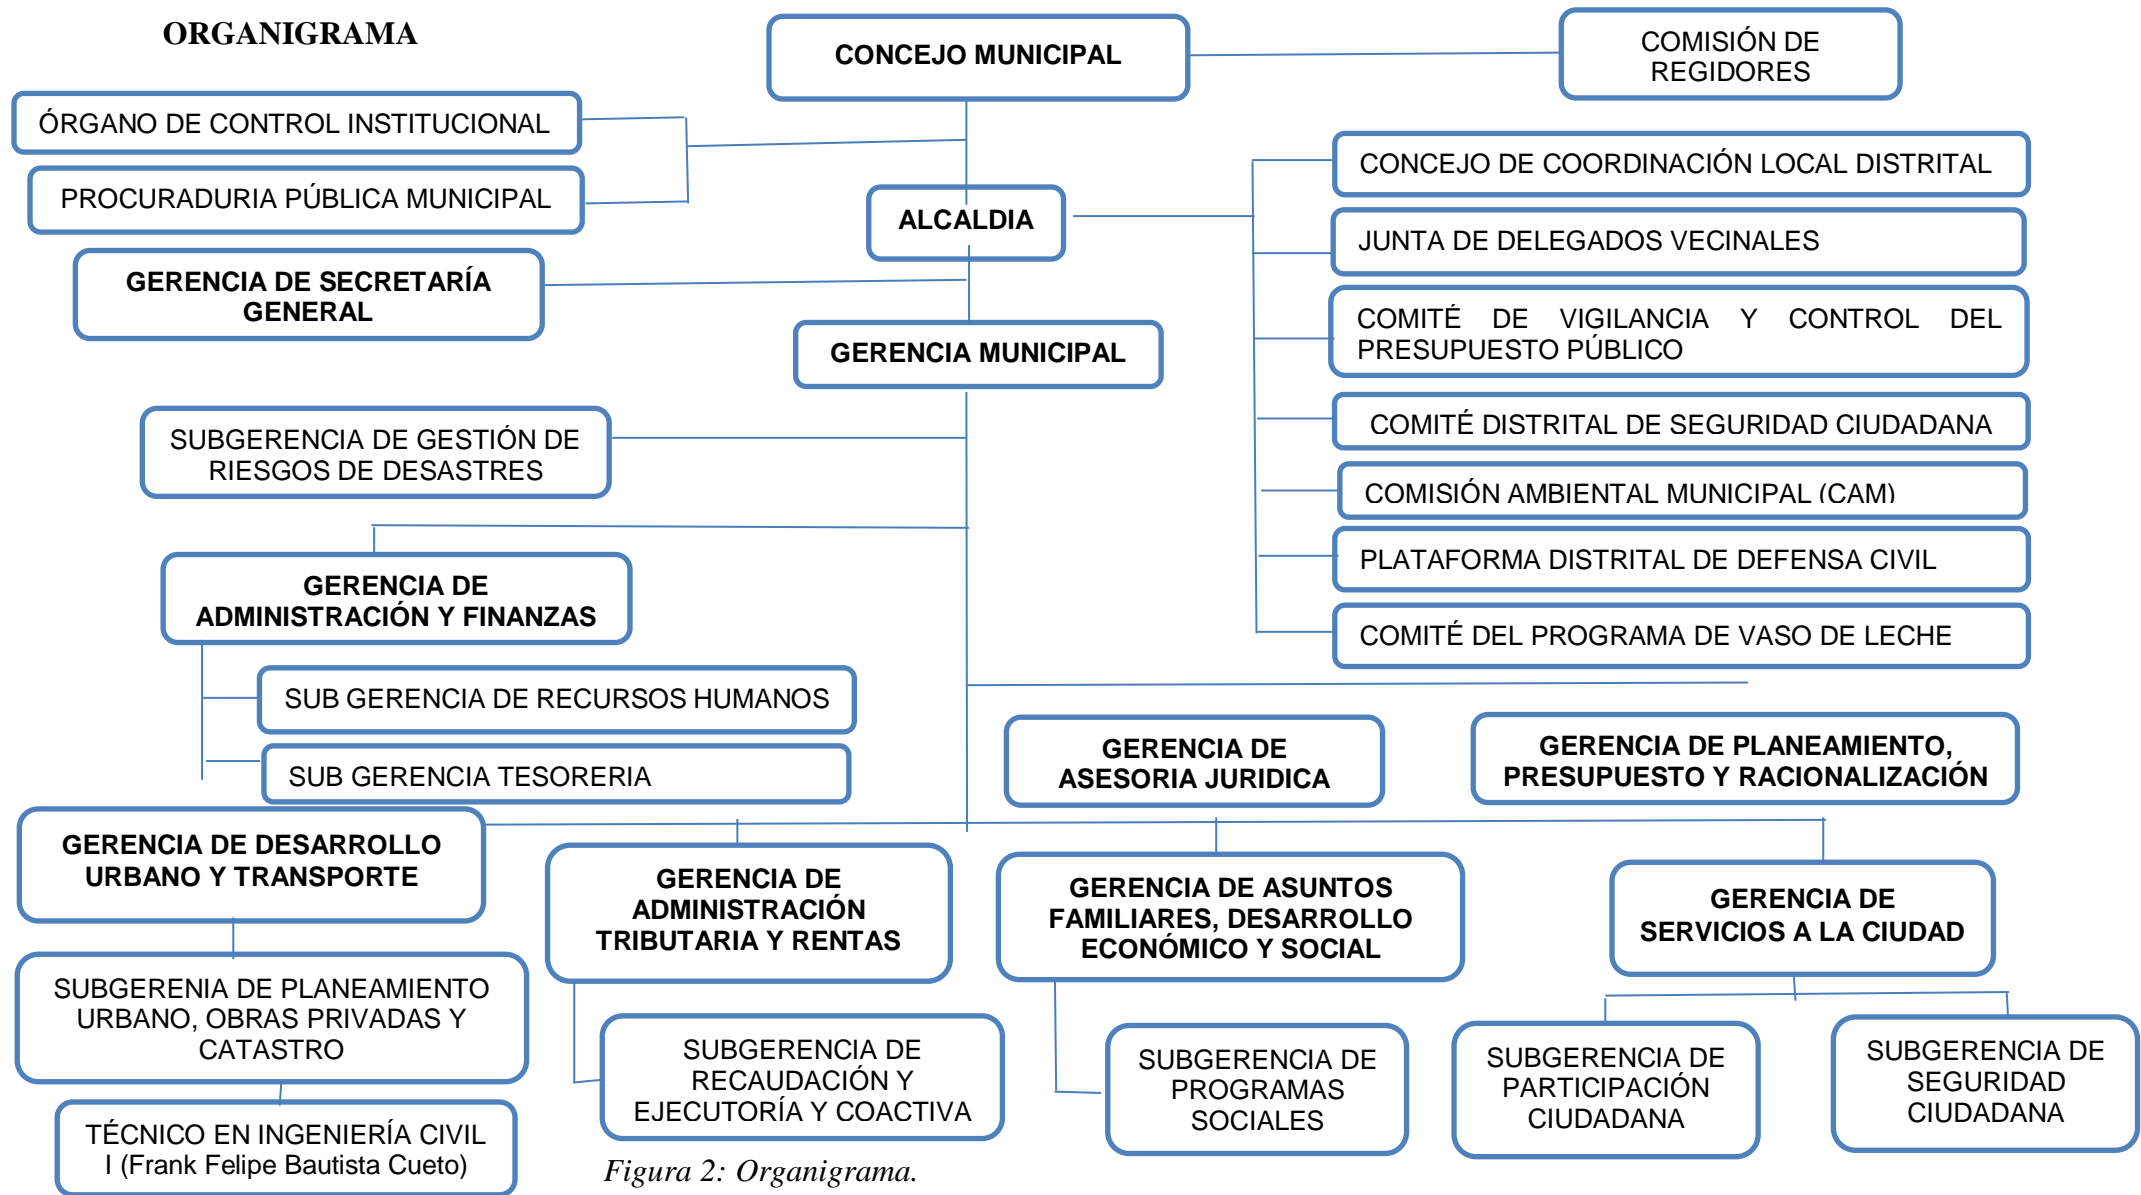 ORGANIGRAMA
CONCEJO MUNICIPAL
COMISIÓN DE
REGIDORES
ÓRGANO DE CONTROL INSTITUCIONAL
PROCURADURIA PÚBLICA MUNICIPAL
CONCEJO DE COORDINACIÓN LOCAL DISTRITAL
ALCALDIA
JUNTA DE DELEGADOS VECINALES
GERENCIA DE SECRETARÍA
GENERAL
COMITÉ DE VIGILANCIA Y CONTROL DEL
PRESUPUESTO PÚBLICO
GERENCIA MUNICIPAL
SUBGERENCIA DE GESTIÓN DE
RIESGOS DE DESASTRES
COMITÉ DISTRITAL DE SEGURIDAD CIUDADANA
COMISIÓN AMBIENTAL MUNICIPAL (CAM)
PLATAFORMA DISTRITAL DE DEFENSA CIVIL
COMITÉ DEL PROGRAMA DE VASO DE LECHE
GERENCIA DE
ADMINISTRACIÓN Y FINANZAS
SUB GERENCIA DE RECURSOS HUMANOS
SUB GERENCIA TESORERIA
GERENCIA DE
ASESORIA JURIDICA
GERENCIA DE PLANEAMIENTO,
PRESUPUESTO Y RACIONALIZACIÓN
GERENCIA DE DESARROLLO
URBANO Y TRANSPORTE
GERENCIA DE
ADMINISTRACIÓN
TRIBUTARIA Y RENTAS
GERENCIA DE ASUNTOS
FAMILIARES, DESARROLLO
ECONÓMICO Y SOCIAL
GERENCIA DE
SERVICIOS A LA CIUDAD
SUBGERENIA DE PLANEAMIENTO
URBANO, OBRAS PRIVADAS Y
CATASTRO
SUBGERENCIA DE
RECAUDACIÓN Y
EJECUTORÍA Y COACTIVA
SUBGERENCIA DE
PROGRAMAS
SOCIALES
SUBGERENCIA DE
PARTICIPACIÓN
CIUDADANA
SUBGERENCIA DE
SEGURIDAD
CIUDADANA
TÉCNICO EN INGENIERÍA CIVIL
I (Frank Felipe Bautista Cueto)
Figura 2: Organigrama.